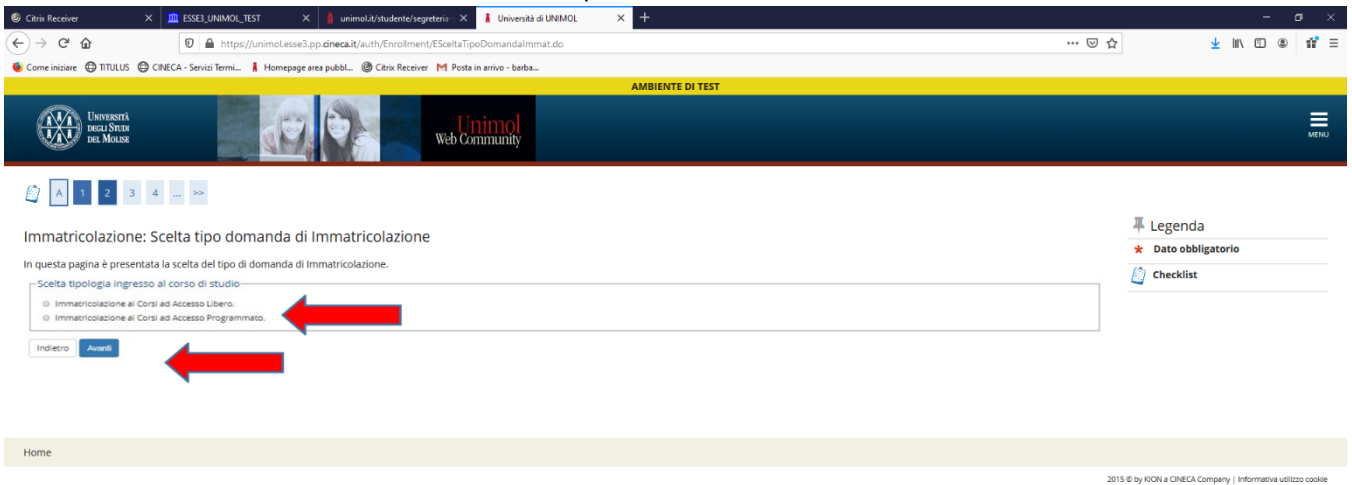 Citrix Receiver
ESSE3_UNIMOL_TEST
unimol.it/studente/segreteria-
Università di UNIMOL
https://unimol.esse3.pp.cineca.it/auth/Enrollment/ESceltaTipoDomandaImmat.do
Come iniziare TITULUS CINECA - Servizi Termi... Homepage area pubbl... Citrix Receiver Posta in arrivo - barba...
AMBIENTE DI TEST
UNIVERSITÀ
DEGLI STUDI
DEL MOLISE
Unimol
Web Community
MENU
A 1 2 3 4 ... >>
Immatricolazione: Scelta tipo domanda di Immatricolazione
In questa pagina è presentata la scelta del tipo di domanda di Immatricolazione.
Scelta tipologia ingresso al corso di studio
Immatricolazione ai Corsi ad Accesso Libero.
Immatricolazione ai Corsi ad Accesso Programmato.
Indietro Avanti
Legenda
* Dato obbligatorio
Checklist
Home
2015 © by KION a CINECA Company | Informativa utilizzo cookie